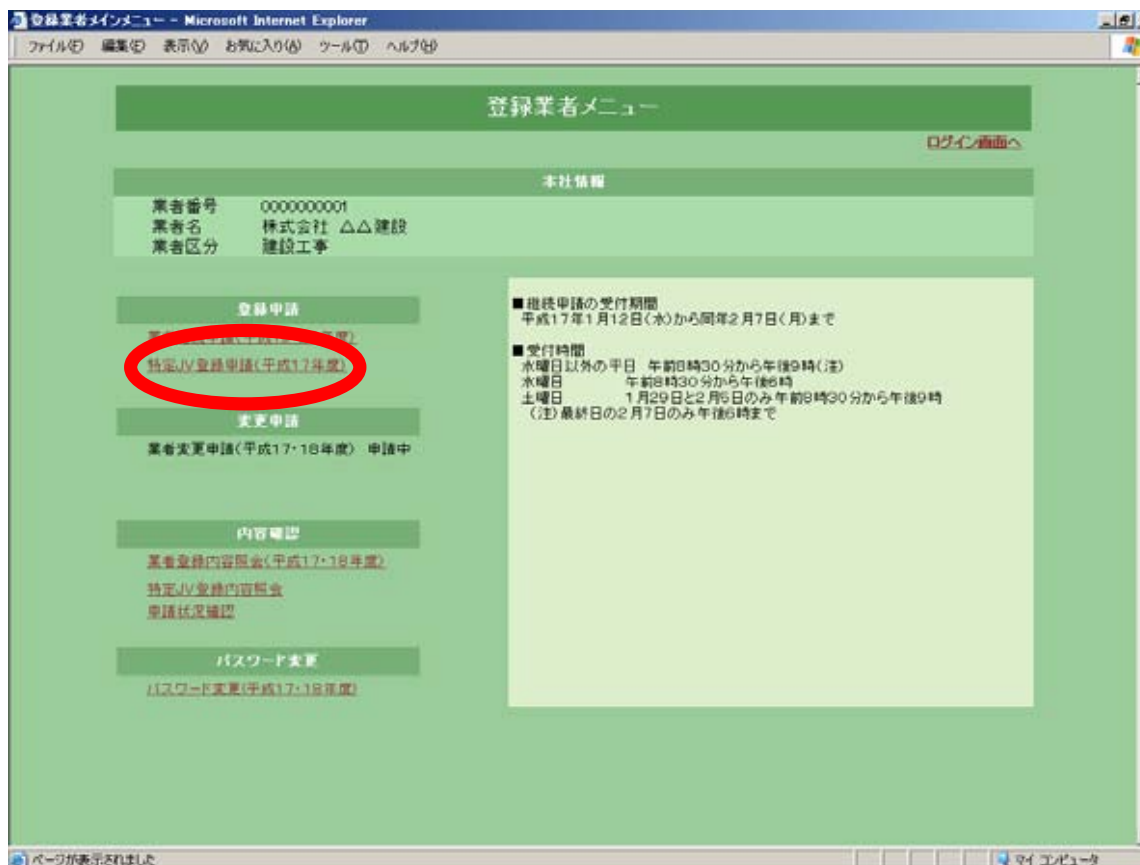 登録業者メインメニュー - Microsoft Internet Explorer
ファイル(F) 編集(E) 表示(V) お気に入り(A) ツール(T) ヘルプ(H)
登録業者メニュー
ログイン画面へ
本社情報
業者番号 0000000001
業者名 株式会社 △△建設
業者区分 建設工事
登録申請
特定JV登録申請(平成17年度)
変更申請
業者変更申請(平成17・18年度) 申請中
内容確認
業者登録内容照会(平成17・18年度)
特定JV登録内容照会
申請状況確認
パスワード変更
パスワード変更(平成17・18年度)
■継続申請の受付期間
平成17年1月12日(水)から同年2月7日(月)まで
■受付時間
水曜日以外の平日 午前8時30分から午後9時(注)
水曜日 午前8時30分から午後6時
土曜日 1月29日と2月5日のみ午前8時30分から午後9時
(注)最終日の2月7日のみ午後6時まで
ページが表示されました
マイ コンピュータ